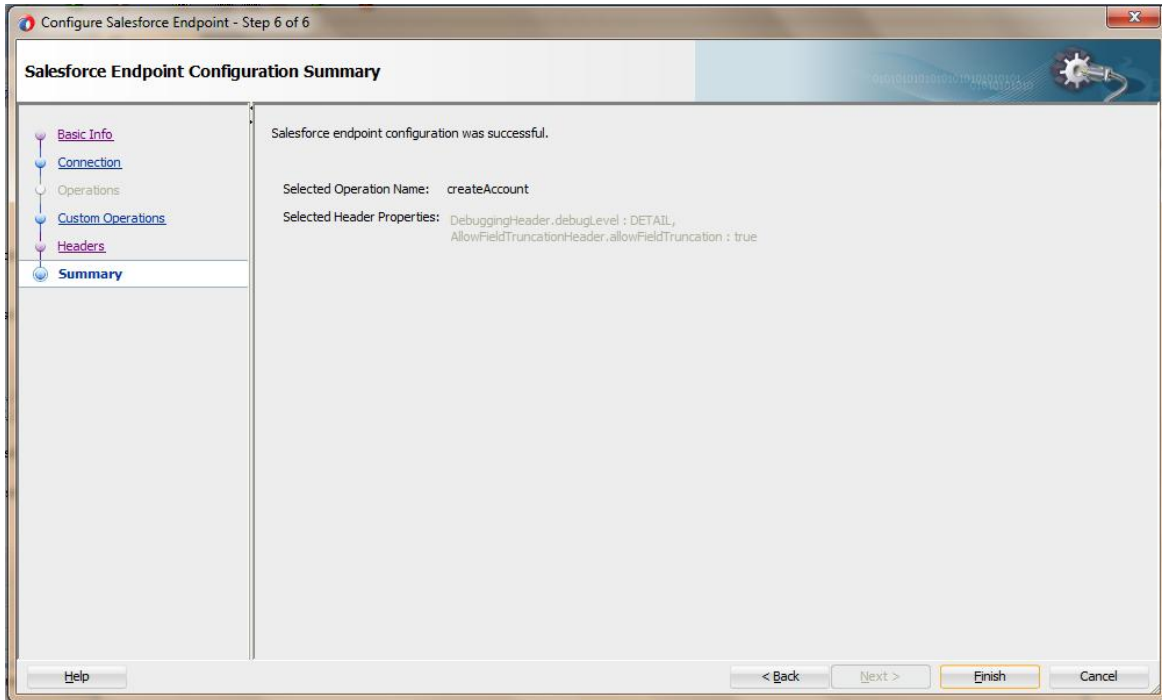 Configure Salesforce Endpoint - Step 6 of 6
Salesforce Endpoint Configuration Summary
Basic Info
Connection
Operations
Custom Operations
Headers
Summary
Salesforce endpoint configuration was successful.
Selected Operation Name: createAccount
Selected Header Properties: DebuggingHeader.debugLevel : DETAIL,
AllowFieldTruncationHeader.allowFieldTruncation : true
Help
< Back
Next >
Finish
Cancel